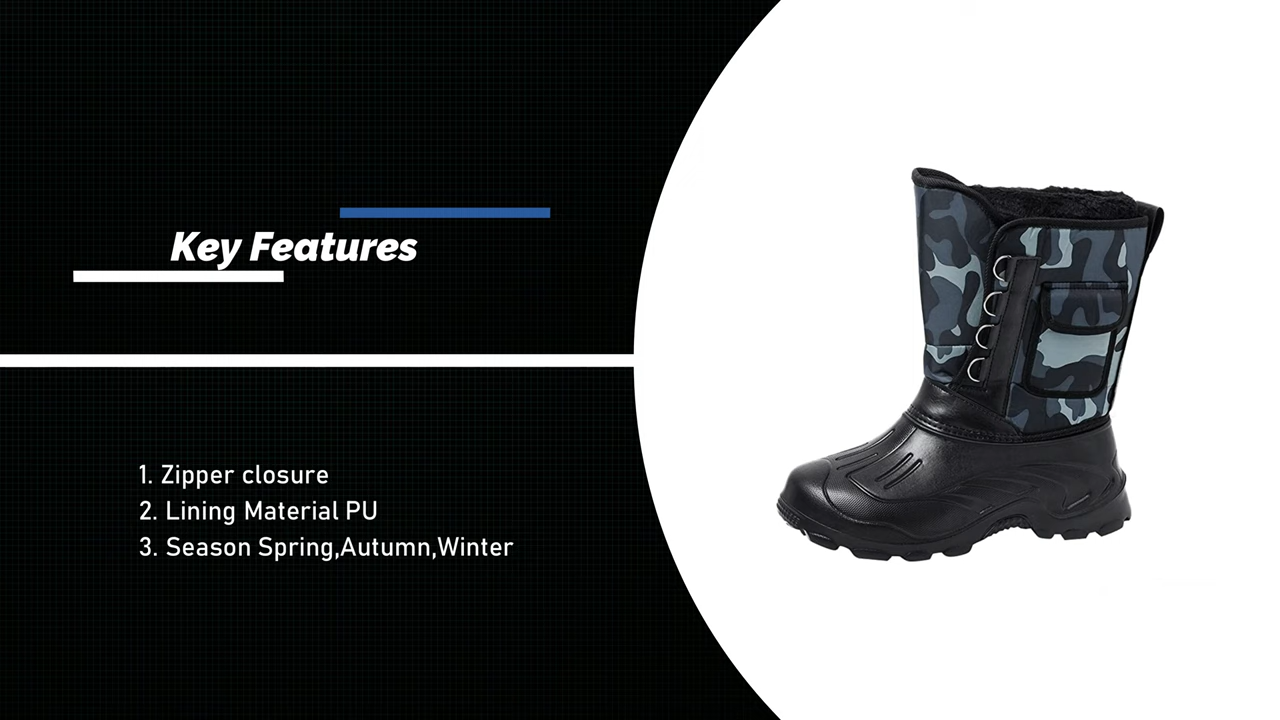 Key Features
1. Zipper closure
2. Lining Material PU
3. Season Spring,Autumn,Winter